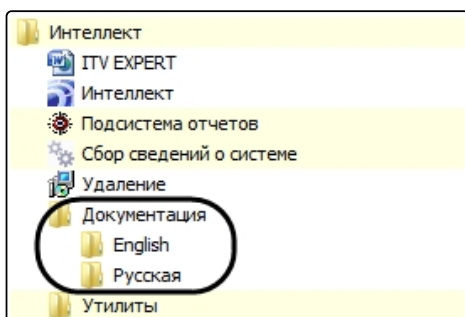 Интеллект
ITV EXPERT
Интеллект
Подсистема отчетов
Сбор сведений о системе
Удаление
Документация
English
Русская
Утилиты